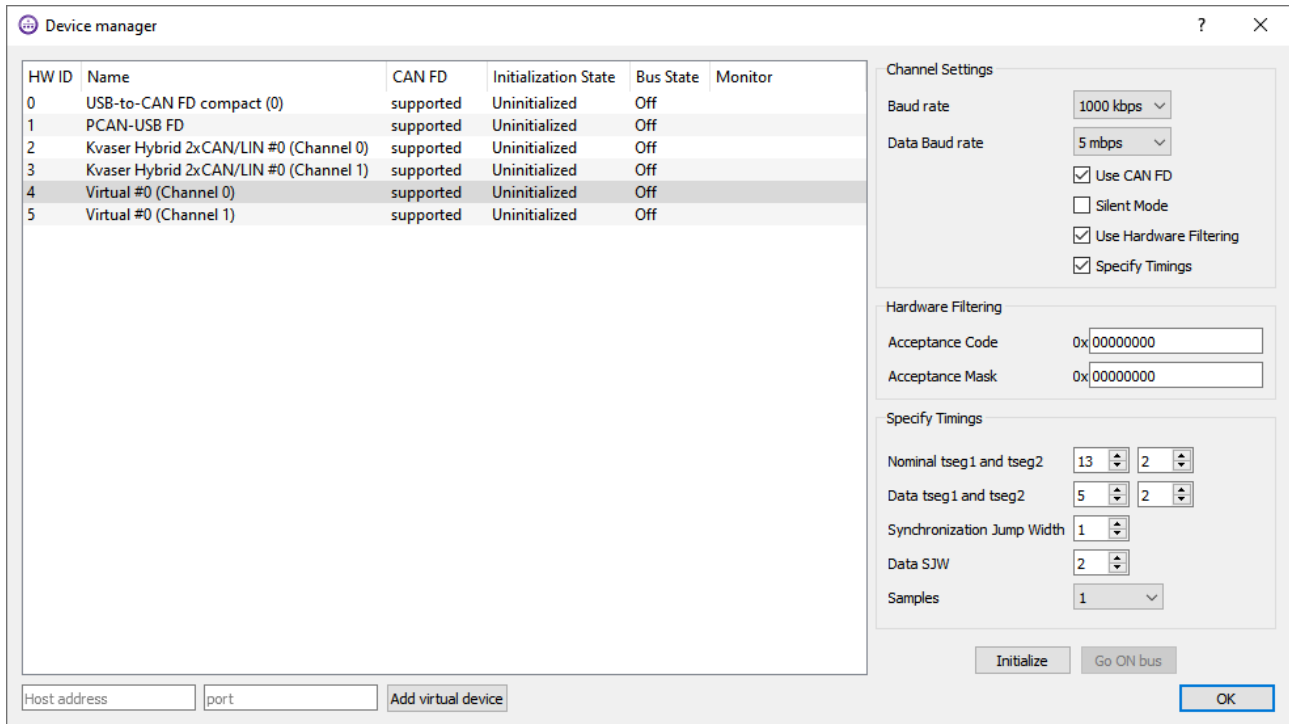 Device manager
?
HW ID Name CAN FD Initialization State Bus State Monitor
0 USB-to-CAN FD compact (0) supported Uninitialized Off
1 PCAN-USB FD supported Uninitialized Off
2 Kvaser Hybrid 2xCAN/LIN #0 (Channel 0) supported Uninitialized Off
3 Kvaser Hybrid 2xCAN/LIN #0 (Channel 1) supported Uninitialized Off
4 Virtual #0 (Channel 0) supported Uninitialized Off
5 Virtual #0 (Channel 1) supported Uninitialized Off
Host address port Add virtual device
Channel Settings
Baud rate 1000 kbps
Data Baud rate 5 mbps
Use CAN FD
Silent Mode
Use Hardware Filtering
Specify Timings
Hardware Filtering
Acceptance Code 0x 00000000
Acceptance Mask 0x 00000000
Specify Timings
Nominal tseg1 and tseg2 13 2
Data tseg1 and tseg2 5 2
Synchronization Jump Width 1
Data SJW 2
Samples 1
Initialize Go ON bus
OK